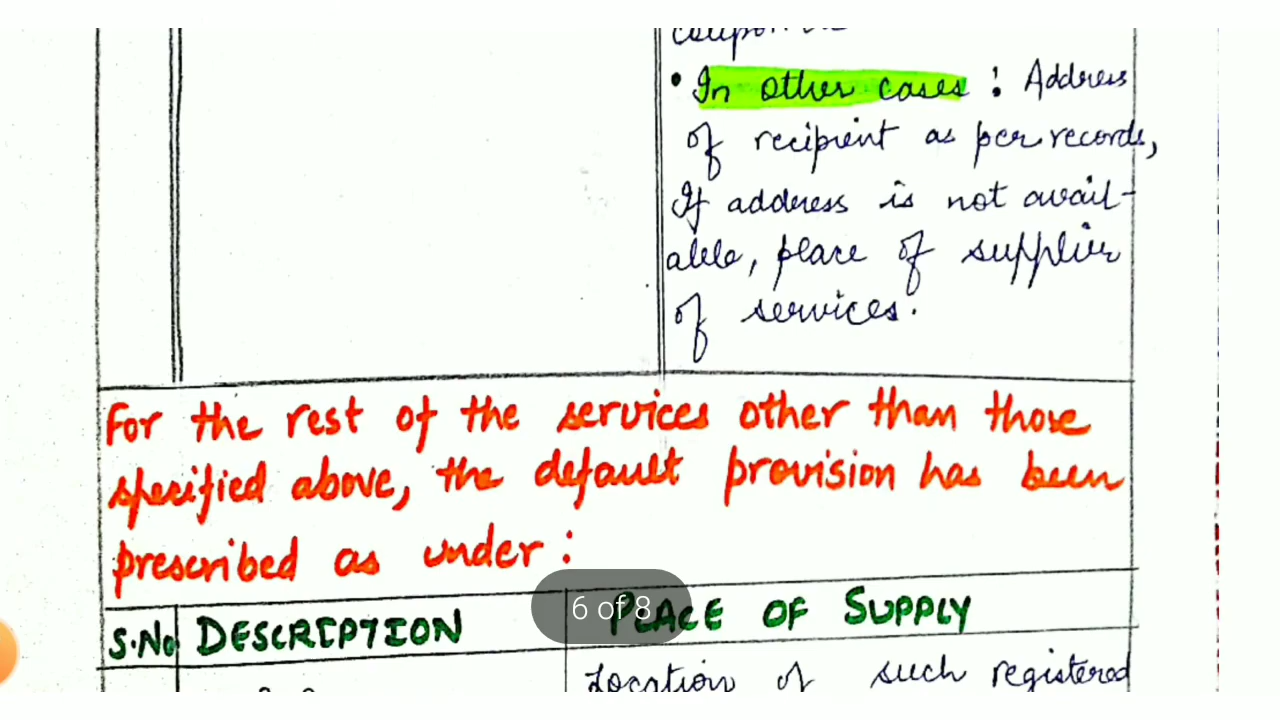 • In other cases : Address
of recipient as per records,
If address is not avail-
able, place of supplier
of services.
For the rest of the services other than those
specified above, the default provision has been
prescribed as under :
6 of 8
S.No DESCRIPTION PLACE OF SUPPLY
Location of such registered